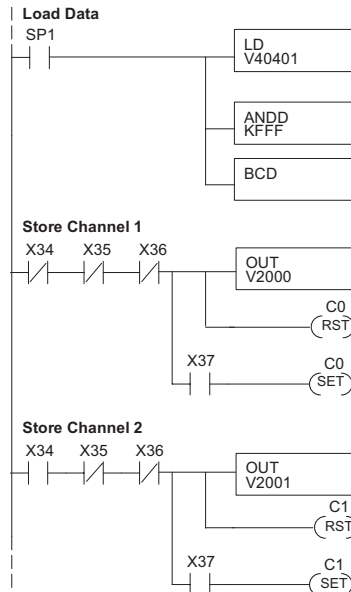 Load Data
SP1
LD
V40401
ANDD
KFFF
BCD
Store Channel 1
X34 X35 X36
OUT
V2000
C0
RST
X37 C0
SET
Store Channel 2
X34 X35 X36
OUT
V2001
C1
RST
X37 C1
SET